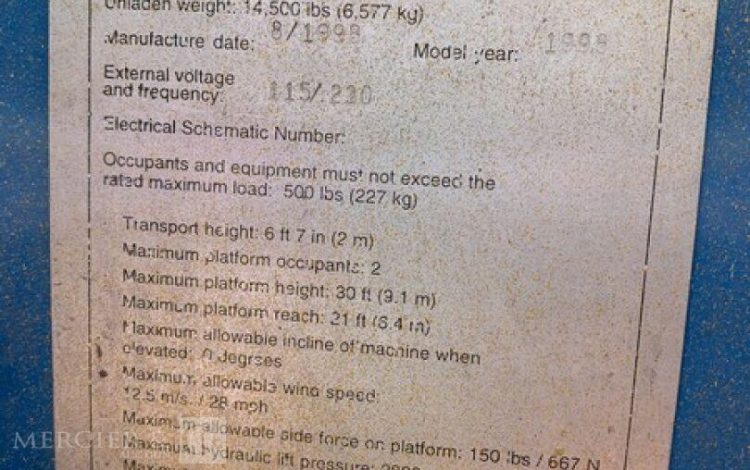 Unladen weight: 14,500 lbs (6,577 kg)
Manufacture date: 8/1998 Model year: 1998
External voltage
and frequency: 115/230
Electrical Schematic Number:
Occupants and equipment must not exceed the
rated maximum load: 500 lbs (227 kg)
Transport height: 6 ft 7 in (2 m)
Maximum platform occupants: 2
Maximum platform height: 30 ft (9.1 m)
Maximum platform reach: 21 ft (6.4 m)
Maximum allowable incline of machine when
elevated: 0 degrees
Maximum allowable wind speed:
12.5 m/s. / 28 mph
Maximum allowable side force on platform: 150 lbs / 667 N
Maximum hydraulic lift pressure: